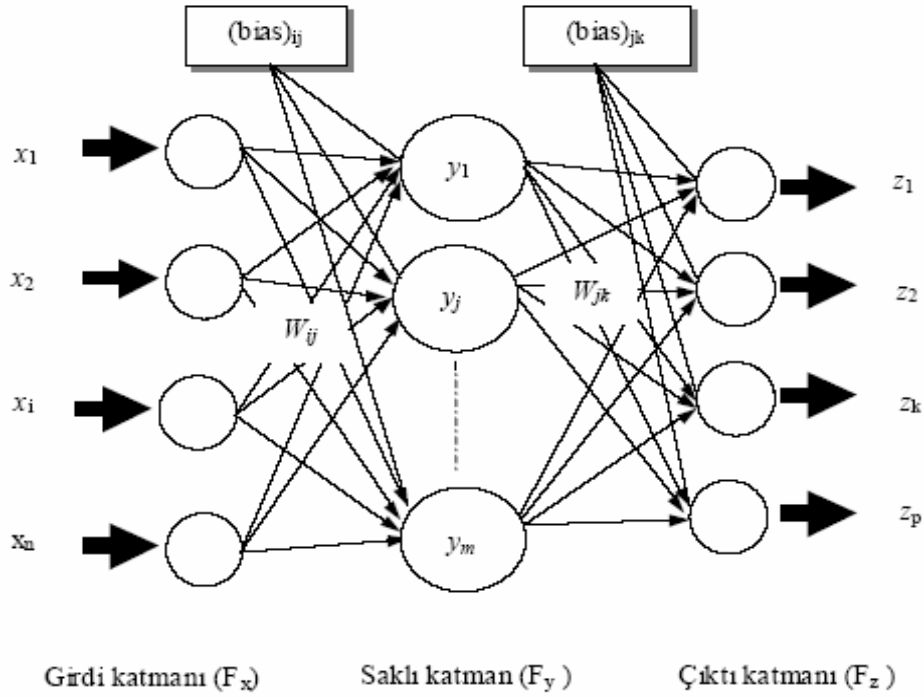 (bias)ij (bias)jk
x1 y1 z1
x2 yj Wij Wjk z2
xi zk
xn ym zp
Girdi katmanı (Fx) Saklı katman (Fy ) Çıktı katmanı (Fz )